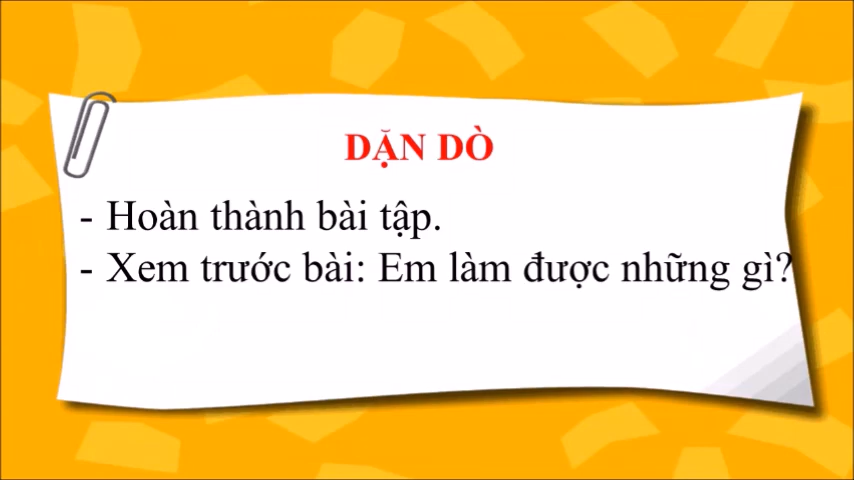 DẶN DÒ
- Hoàn thành bài tập.
- Xem trước bài: Em làm được những gì?